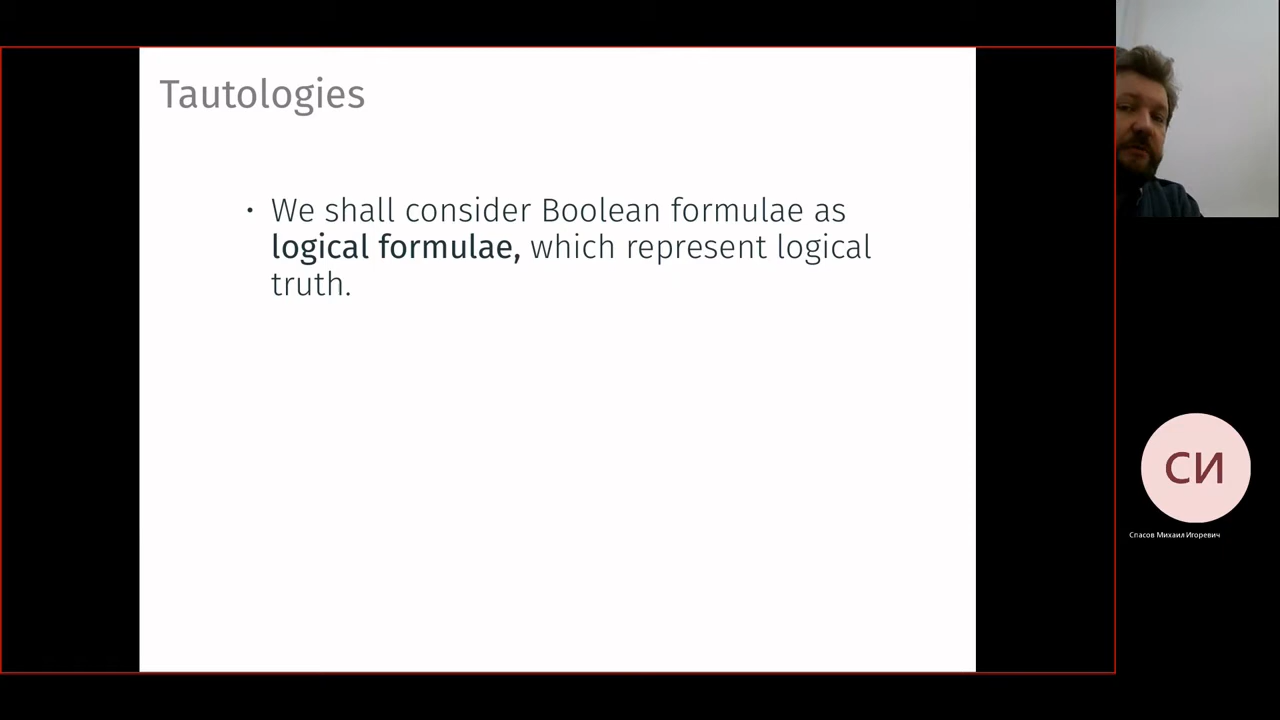 Tautologies
• We shall consider Boolean formulae as
logical formulae, which represent logical
truth.
СИ
Спасов Михаил Игоревич